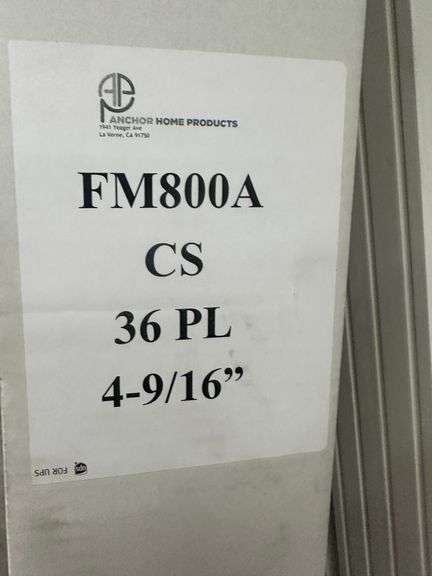 ANCHOR HOME PRODUCTS
1941 Yeager Ave
La Verne, CA 91750
FM800A
CS
36 PL
4-9/16”
FOR UPS
ups